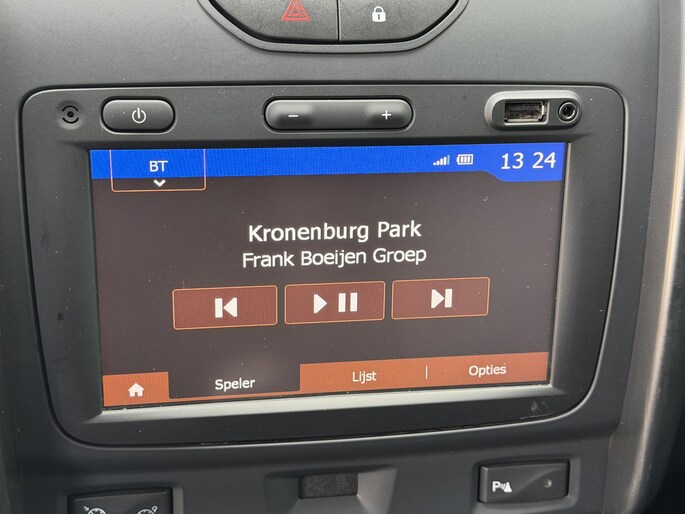 BT
13 24
Kronenburg Park
Frank Boeijen Groep
Speler
Lijst
Opties
P